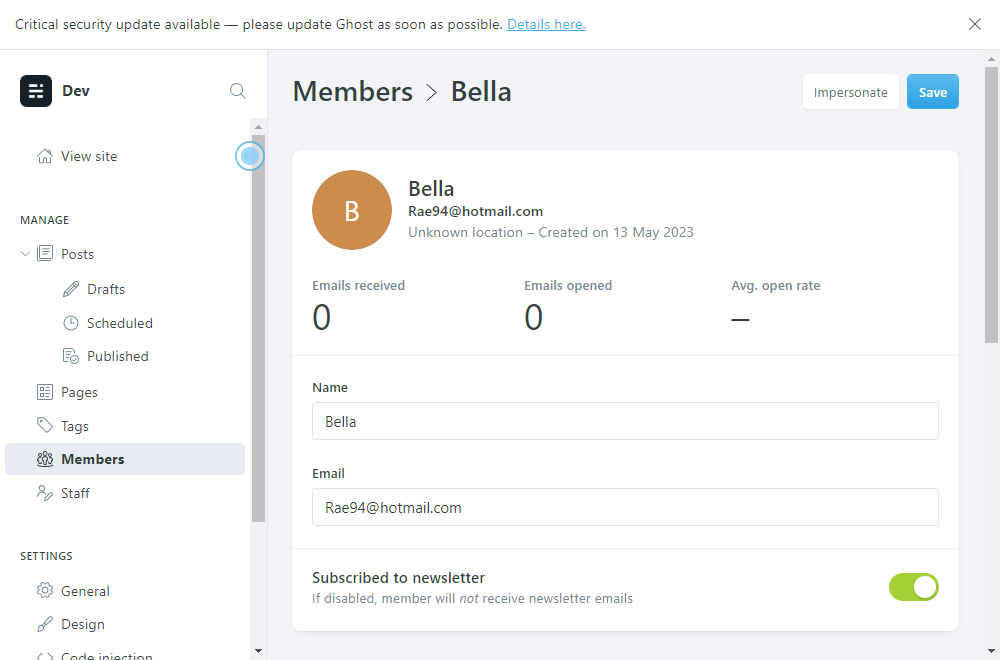 Critical security update available — please update Ghost as soon as possible. Details here.
Dev
Members > Bella
Impersonate
Save
View site
MANAGE
Posts
Drafts
Scheduled
Published
Pages
Tags
Members
Staff
SETTINGS
General
Design
Code injection
B
Bella
Rae94@hotmail.com
Unknown location – Created on 13 May 2023
Emails received
0
Emails opened
0
Avg. open rate
–
Name
Bella
Email
Rae94@hotmail.com
Subscribed to newsletter
If disabled, member will not receive newsletter emails